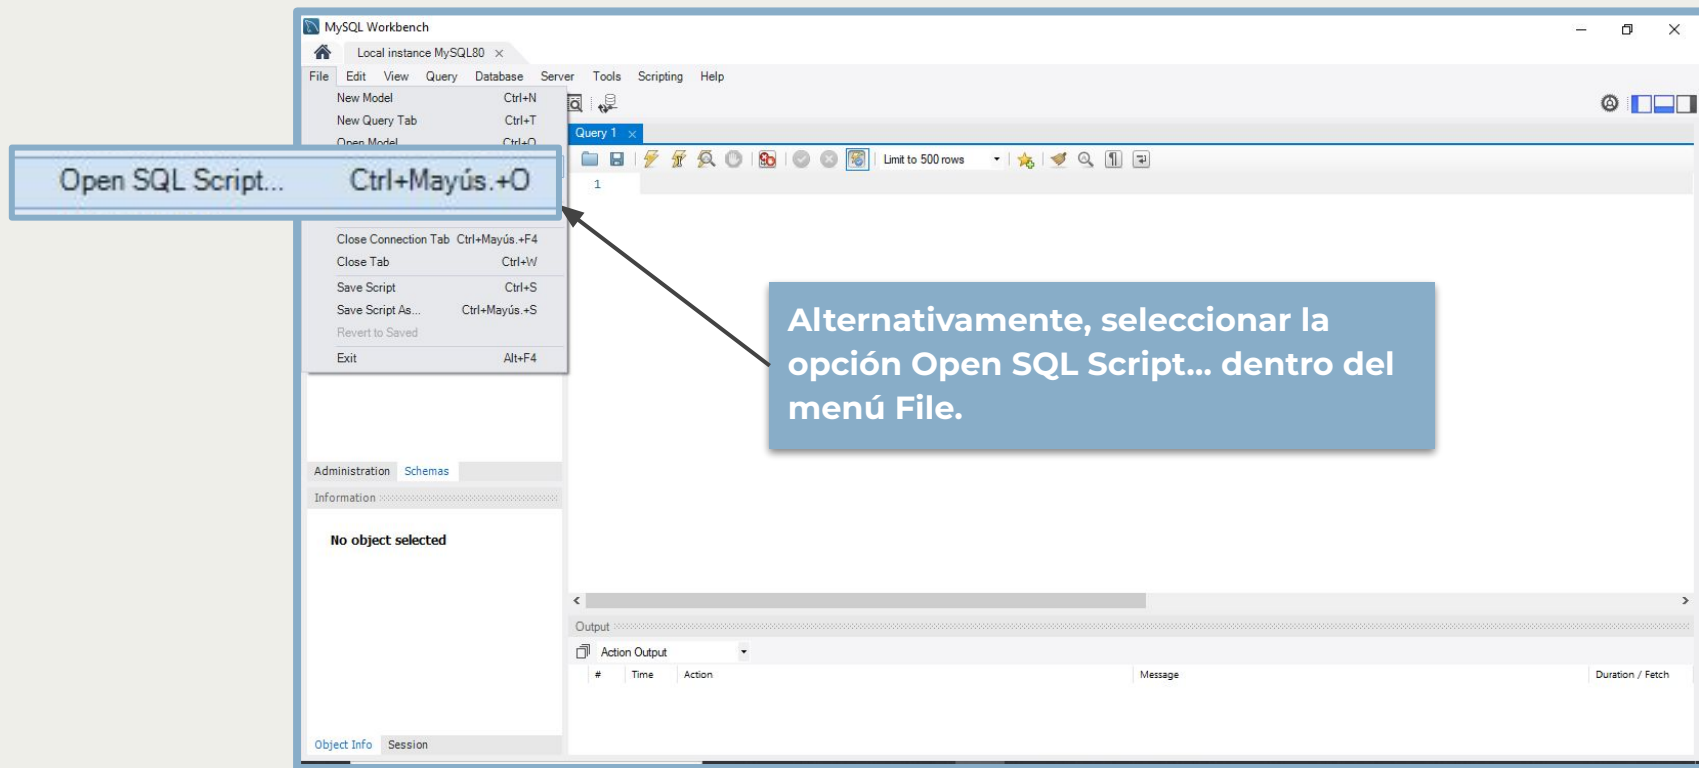 MySQL Workbench
Local instance MySQL80 ×
File Edit View Query Database Server Tools Scripting Help
New Model Ctrl+N
New Query Tab Ctrl+T
Open Model Ctrl+O
Open SQL Script... Ctrl+Mayús.+O
Close Connection Tab Ctrl+Mayús.+F4
Close Tab Ctrl+W
Save Script Ctrl+S
Save Script As... Ctrl+Mayús.+S
Revert to Saved
Exit Alt+F4
Query 1 ×
Limit to 500 rows
1
Alternativamente, seleccionar la
opción Open SQL Script... dentro del
menú File.
Administration Schemas
Information
No object selected
Output
Action Output
# Time Action Message Duration / Fetch
Object Info Session